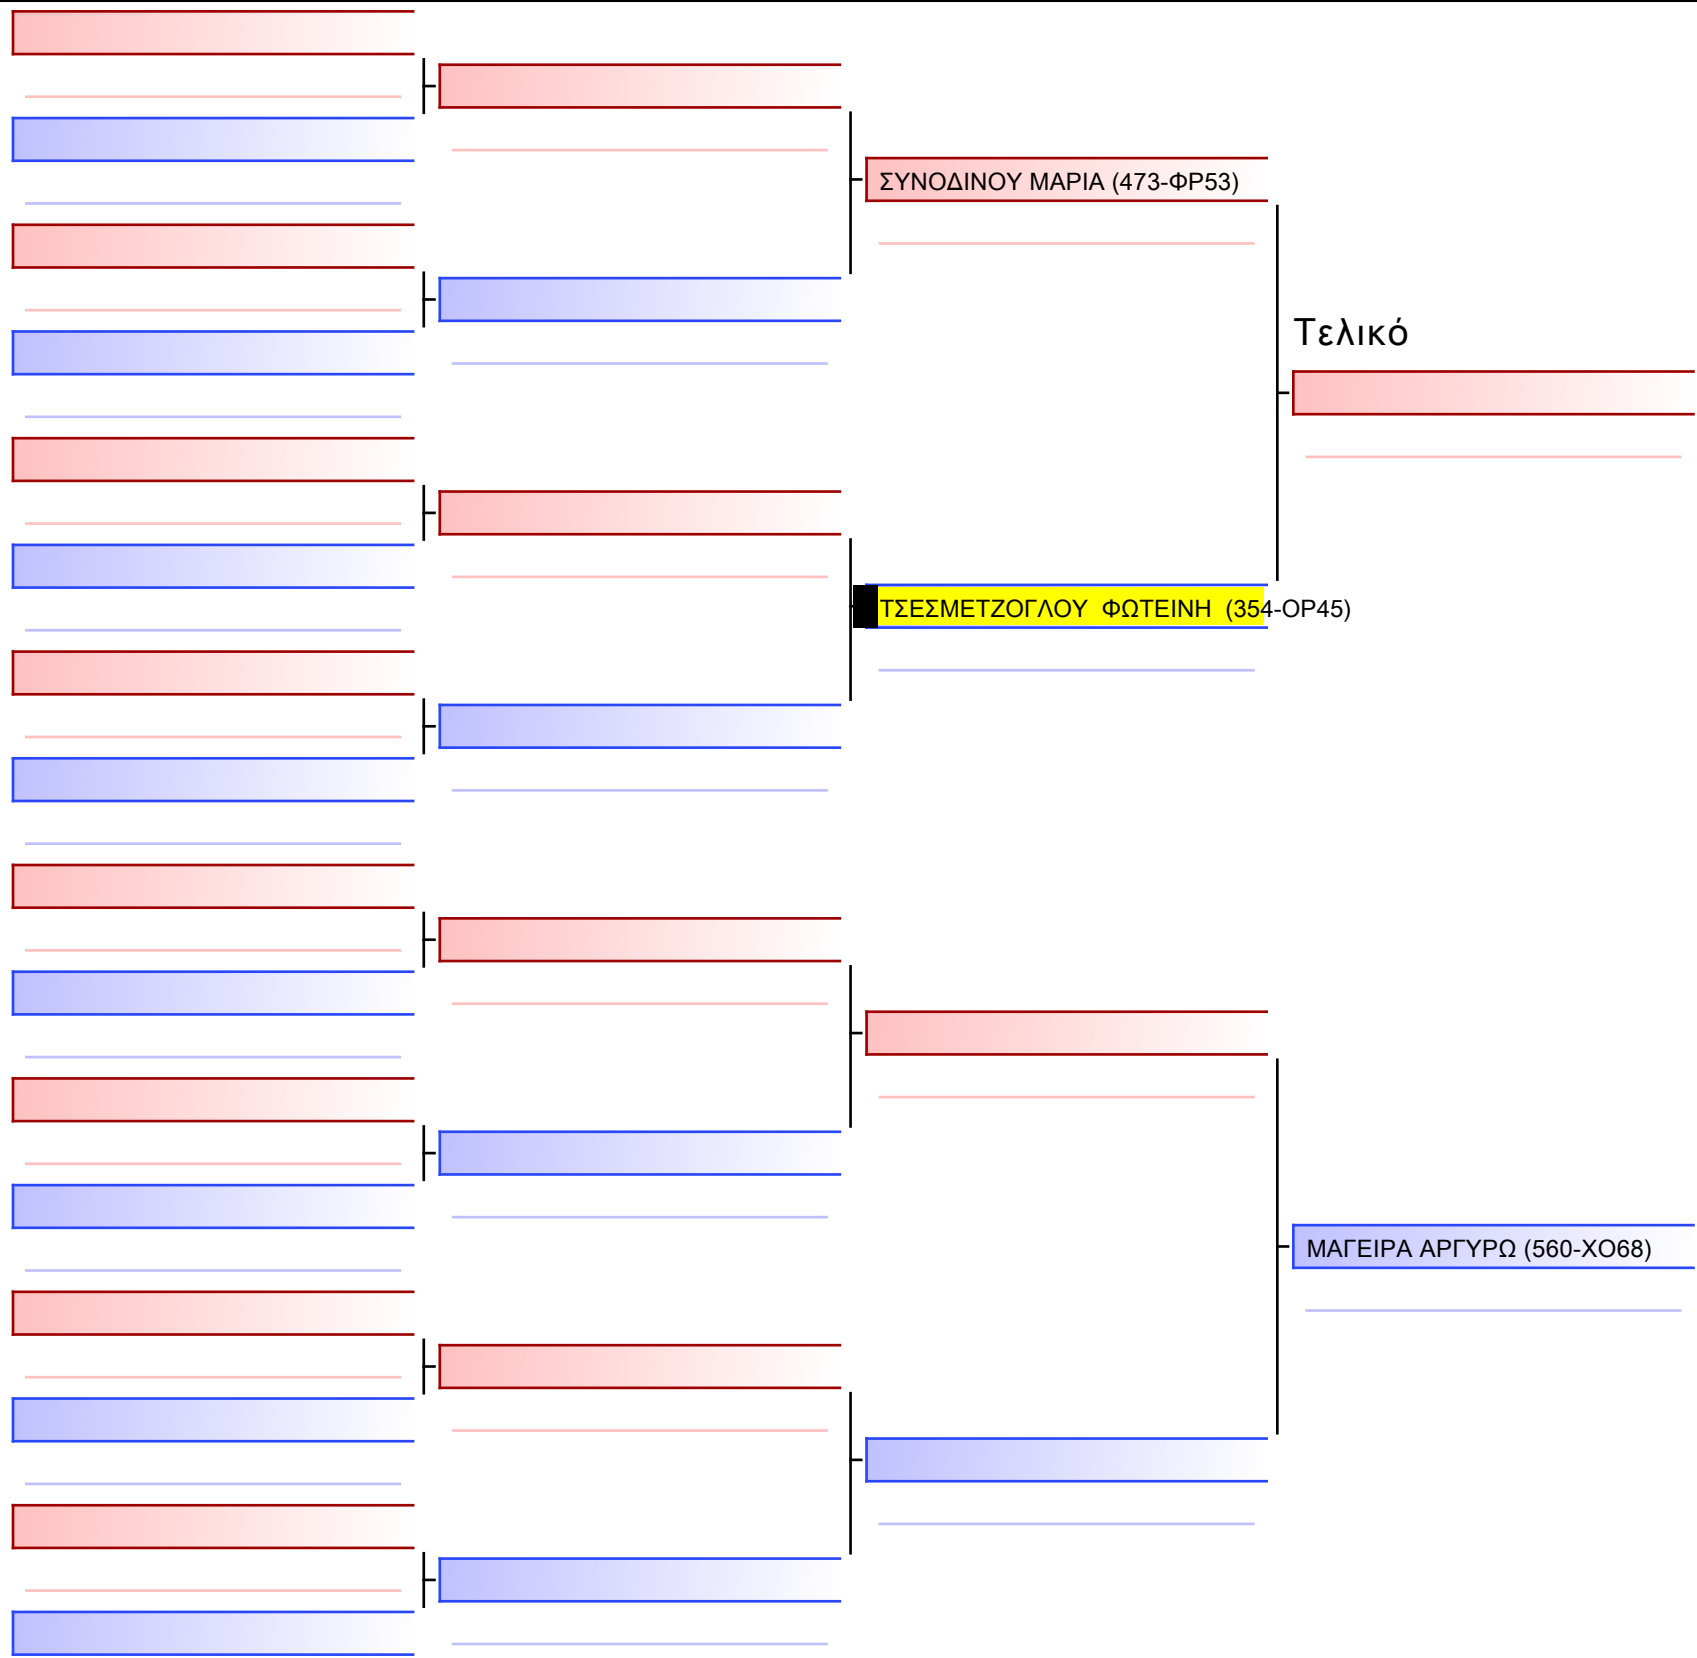 ΣΥΝΟΔΙΝΟΥ ΜΑΡΙΑ (473-ΦΡ53)
Τελικό
ΤΣΕΣΜΕΤΖΟΓΛΟΥ ΦΩΤΕΙΝΗ (354-ΟΡ45)
ΜΑΓΕΙΡΑ ΑΡΓΥΡΩ (560-ΧΟ68)